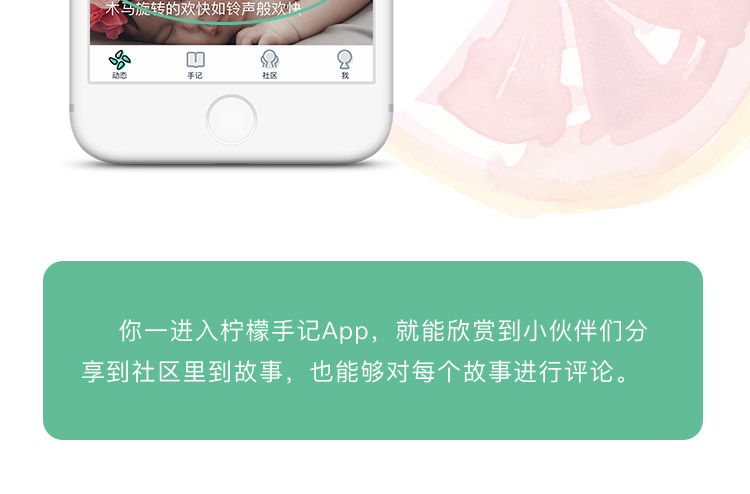 木马旋转的欢快如铃声般欢快
动态 手记 社区 我
你一进入柠檬手记App，就能欣赏到小伙伴们分
享到社区里到故事，也能够对每个故事进行评论。